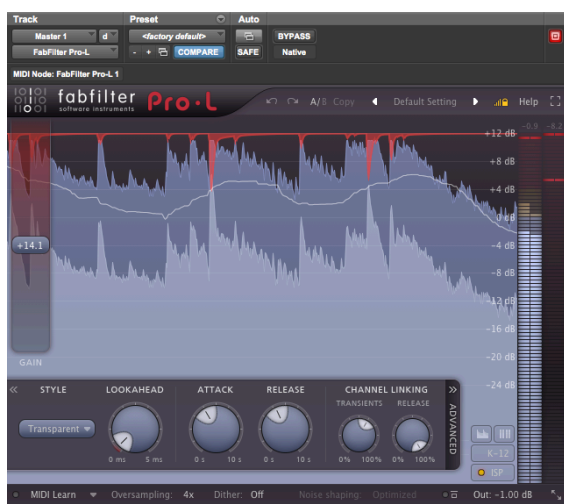 Track Preset Auto
Master 1 d <factory default>
BYPASS
FabFilter Pro-L - + COMPARE SAFE Native
MIDI Node: FabFilter Pro-L 1
fabfilter
software instruments
Pro·L
A/B Copy Default Setting Help
-0.9 -8.2
+12 dB
+8 dB
+4 dB
0 dB
+14.1
-4 dB
-8 dB
-12 dB
-16 dB
-20 dB
GAIN
-24 dB
STYLE LOOKAHEAD ATTACK RELEASE CHANNEL LINKING
TRANSIENTS RELEASE
ADVANCED
Transparent
K-12
0 ms 5 ms 0 s 10 s 0 s 10 s 0% 100% 0% 100%
ISP
MIDI Learn Oversampling: 4x Dither: Off Noise shaping: Optimized Out: -1.00 dB